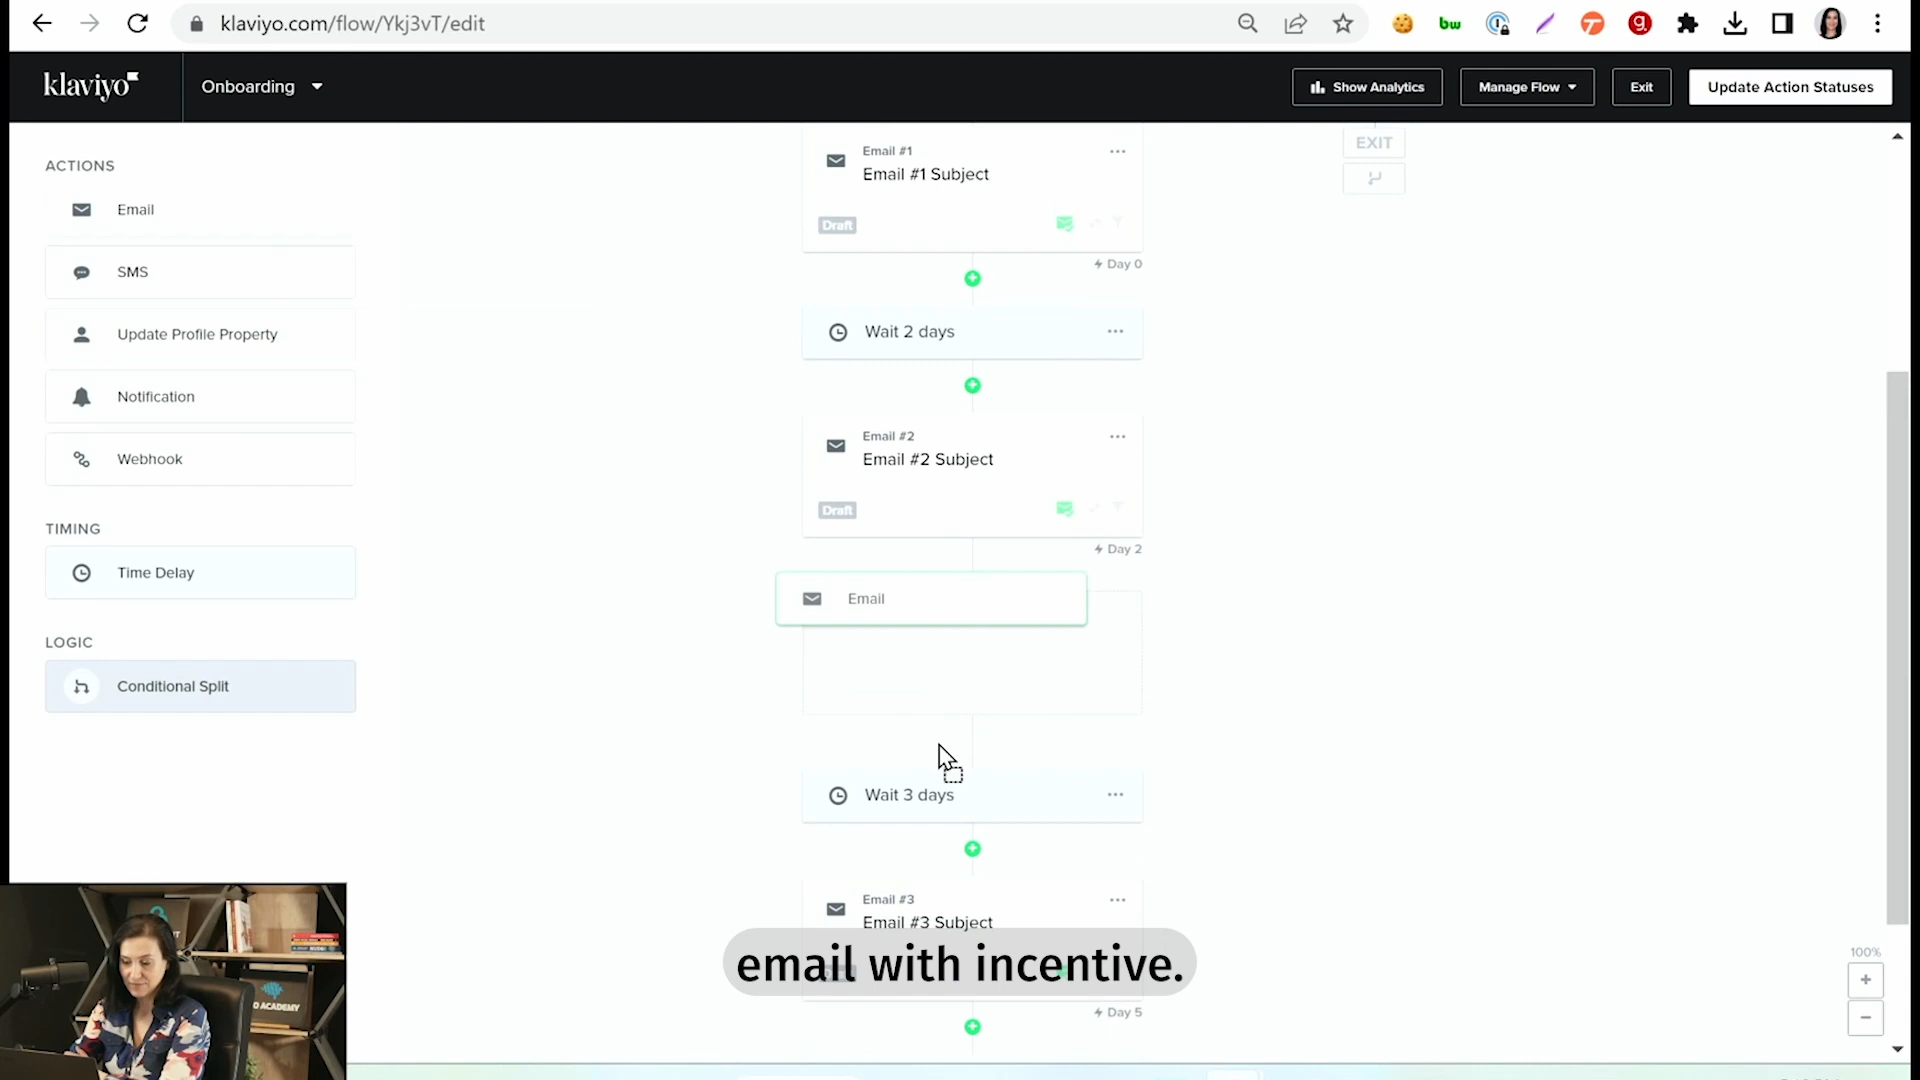 klaviyo.com/flow/Ykj3vT/edit
bw
klaviyo
Onboarding
Show Analytics
Manage Flow
Exit
Update Action Statuses
ACTIONS
Email
SMS
Update Profile Property
Notification
Webhook
TIMING
Time Delay
LOGIC
Conditional Split
EXIT
Email #1
Email #1 Subject
Draft
Day 0
Wait 2 days
Email #2
Email #2 Subject
Draft
Day 2
Email
Wait 3 days
Email #3
Email #3 Subject
email with incentive.
Day 5
100%
O ACADEMY